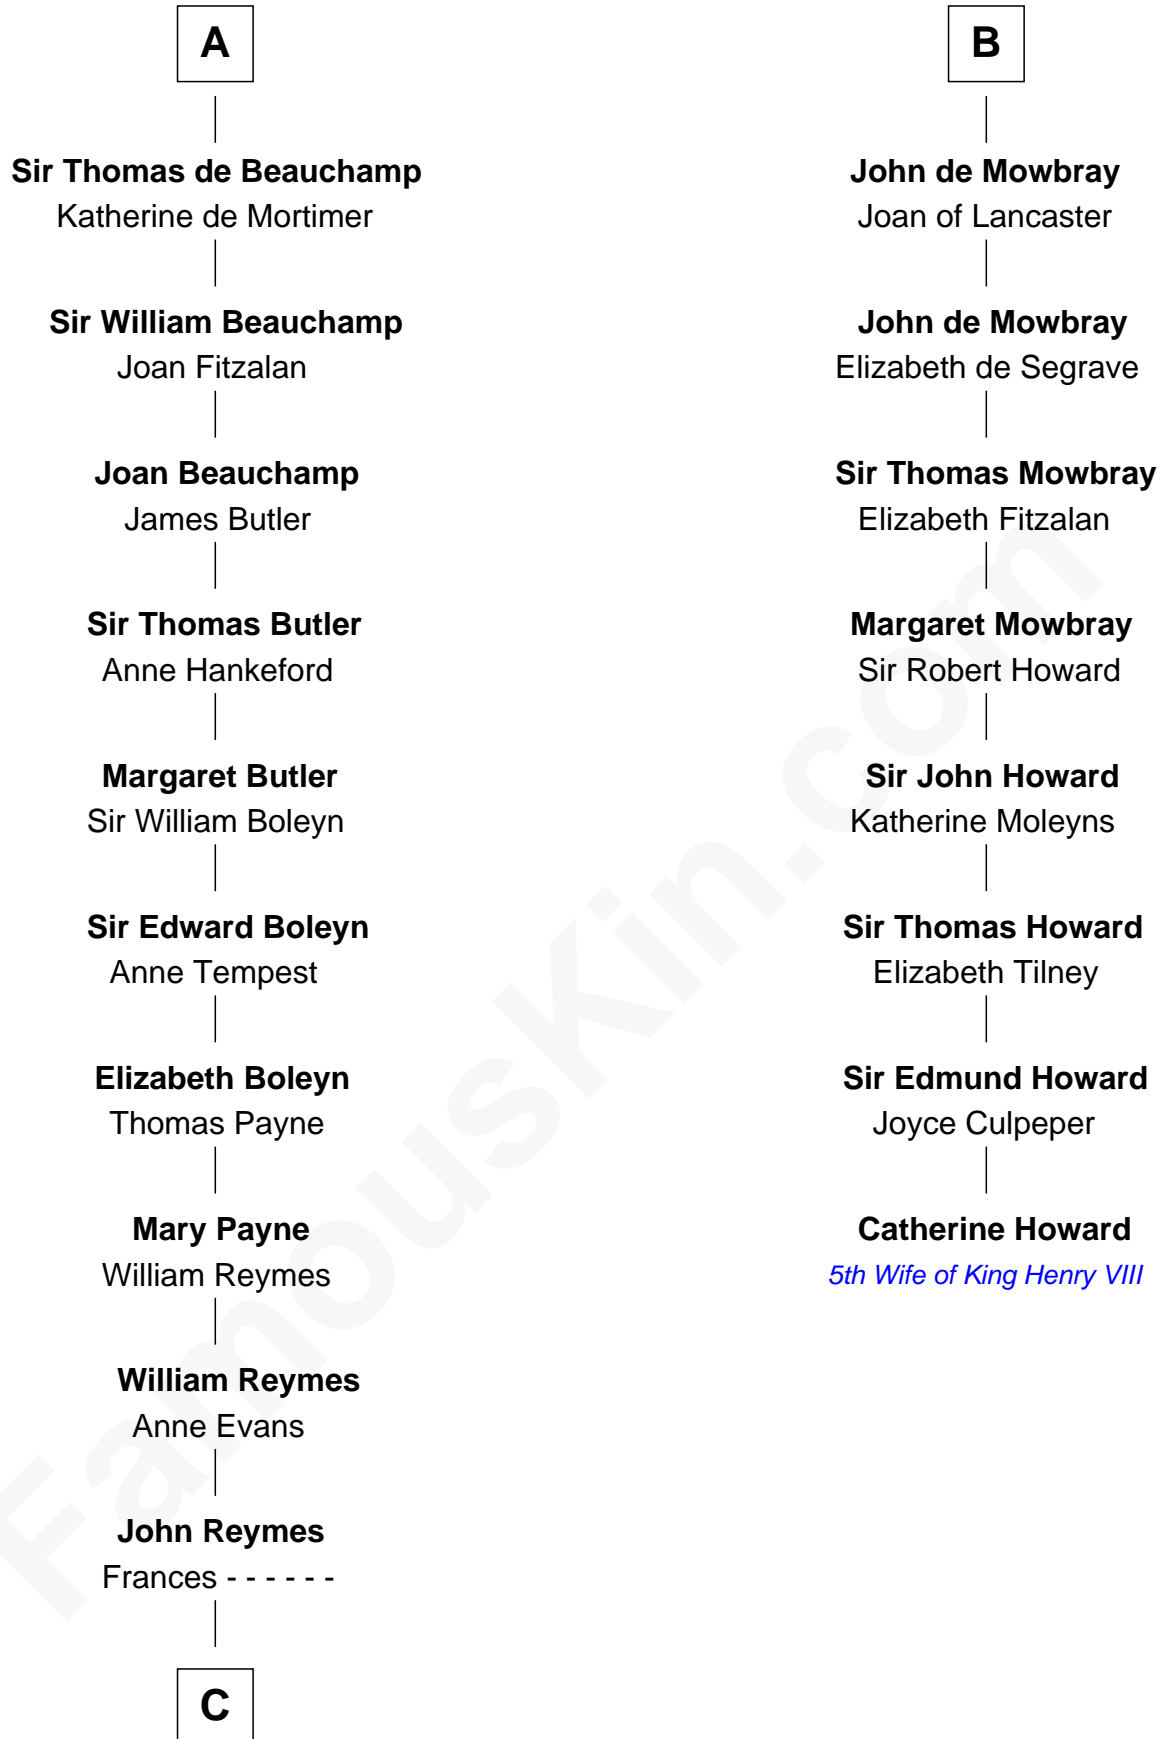 A
Sir Thomas de Beauchamp
Katherine de Mortimer
Sir William Beauchamp
Joan Fitzalan
Joan Beauchamp
James Butler
Sir Thomas Butler
Anne Hankeford
Margaret Butler
Sir William Boleyn
Sir Edward Boleyn
Anne Tempest
Elizabeth Boleyn
Thomas Payne
Mary Payne
William Reymes
William Reymes
Anne Evans
John Reymes
Frances - - - - - -
C
B
John de Mowbray
Joan of Lancaster
John de Mowbray
Elizabeth de Segrave
Sir Thomas Mowbray
Elizabeth Fitzalan
Margaret Mowbray
Sir Robert Howard
Sir John Howard
Katherine Moleyns
Sir Thomas Howard
Elizabeth Tilney
Sir Edmund Howard
Joyce Culpeper
Catherine Howard
5th Wife of King Henry VIII
FamousKin.com